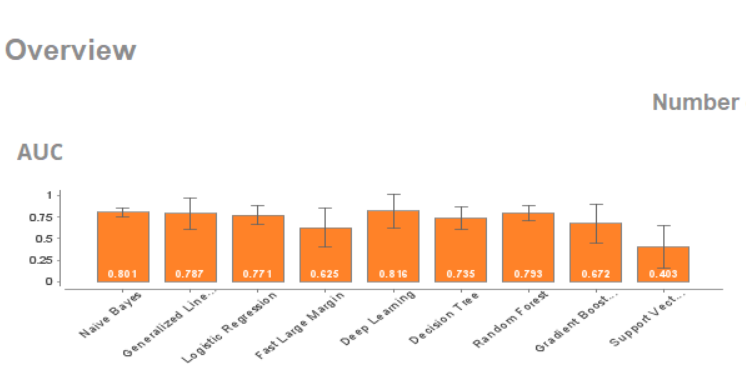 Overview
Number
AUC
1
0.75
0.5
0.25
0
0.801 0.787 0.771 0.625 0.816 0.735 0.793 0.672 0.403
Naive Bayes Generalized Line... Logistic Regression Fast Large Margin Deep Learning Decision Tree Random Forest Gradient Boost... Support Vect...